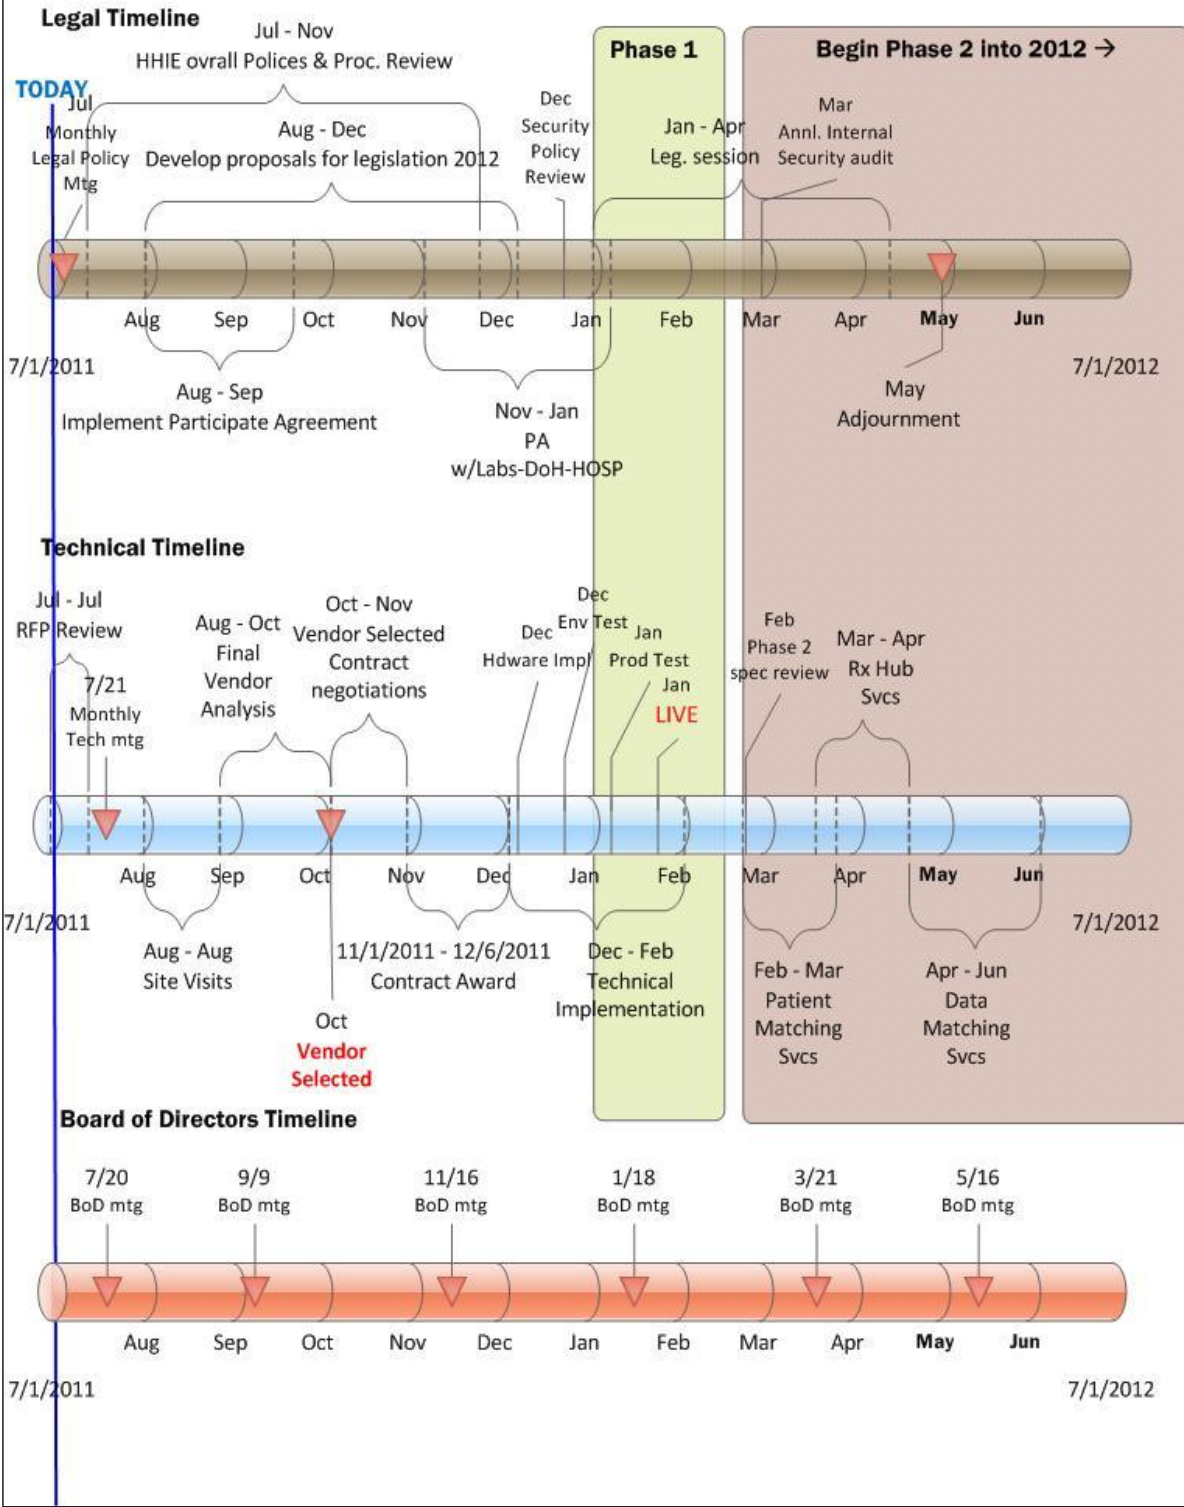 Legal Timeline
Jul - Nov
HHIE ovrall Polices & Proc. Review
Phase 1
Begin Phase 2 into 2012 →
TODAY
Jul
Monthly
Legal Policy
Mtg
Aug - Dec
Develop proposals for legislation 2012
Dec
Security
Policy
Review
Jan - Apr
Leg. session
Mar
Annl. Internal
Security audit
Aug
Sep
Oct
Nov
Dec
Jan
Feb
Mar
Apr
May
Jun
7/1/2011
7/1/2012
Aug - Sep
Implement Participate Agreement
Nov - Jan
PA
w/Labs-DoH-HOSP
May
Adjournment
Technical Timeline
Jul - Jul
RFP Review
7/21
Monthly
Tech mtg
Aug - Oct
Final
Vendor
Analysis
Oct - Nov
Vendor Selected
Contract
negotiations
Dec
Hdware Impl
Dec
Env Test
Jan
Prod Test
Jan
LIVE
Feb
Phase 2
spec review
Mar - Apr
Rx Hub
Svcs
Aug
Sep
Oct
Nov
Dec
Jan
Feb
Mar
Apr
May
Jun
7/1/2011
7/1/2012
Aug - Aug
Site Visits
Oct
Vendor
Selected
11/1/2011 - 12/6/2011
Contract Award
Dec - Feb
Technical
Implementation
Feb - Mar
Patient
Matching
Svcs
Apr - Jun
Data
Matching
Svcs
Board of Directors Timeline
7/20
BoD mtg
9/9
BoD mtg
11/16
BoD mtg
1/18
BoD mtg
3/21
BoD mtg
5/16
BoD mtg
Aug
Sep
Oct
Nov
Dec
Jan
Feb
Mar
Apr
May
Jun
7/1/2011
7/1/2012